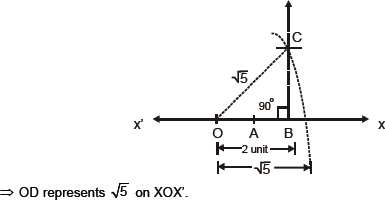 C
√5
90°
X' O A B X
2 unit
√5
⇒ OD represents √5 on XOX'.